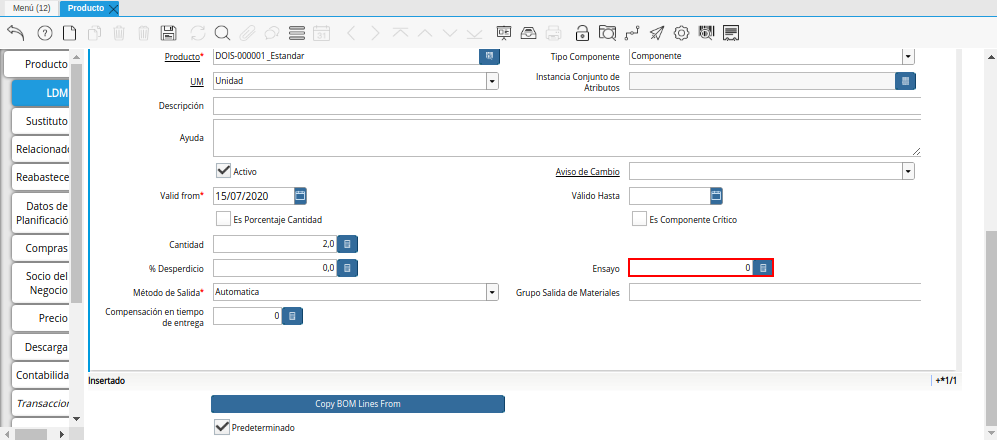 Menú (12)
Producto
Producto
LDM
Sustituto
Relacionado
Reabastece
Datos de
Planificació
Compras
Socio del
Negocio
Precio
Descarga
Contabilida
Transaccion
Producto* DOIS-000001_Estandar Tipo Componente Componente
UM Unidad Instancia Conjunto de
Atributos
Descripción
Ayuda
Activo Aviso de Cambio
Valid from* 15/07/2020 Válido Hasta
Es Porcentaje Cantidad Es Componente Crítico
Cantidad 2,0
% Desperdicio 0,0 Ensayo 0
Método de Salida* Automatica Grupo Salida de Materiales
Compensación en tiempo
de entrega 0
Insertado +*1/1
Copy BOM Lines From
Predeterminado